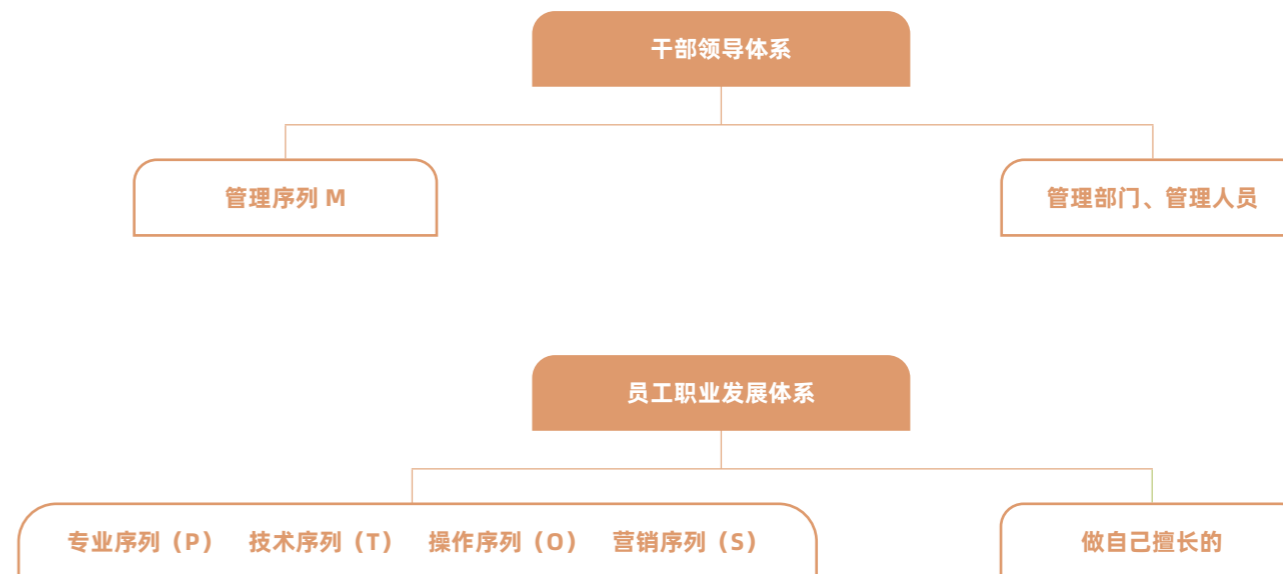 干部领导体系
管理序列 M
管理部门、管理人员
员工职业发展体系
专业序列（P） 技术序列（T） 操作序列（O） 营销序列（S）
做自己擅长的